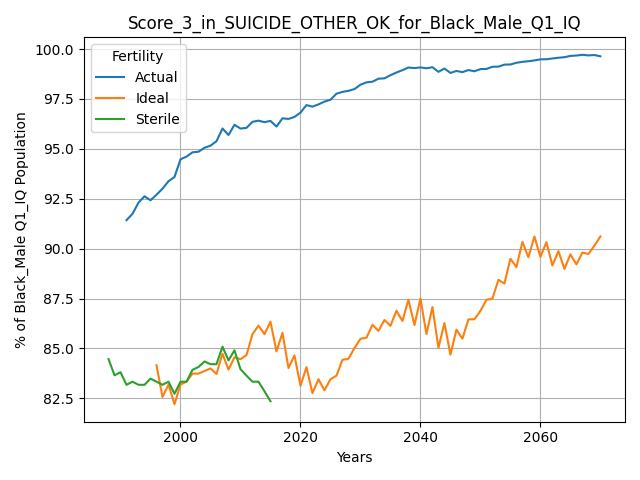 Score_3_in_SUICIDE_OTHER_OK_for_Black_Male_Q1_IQ
Fertility
Actual
Ideal
Sterile
% of Black_Male Q1_IQ Population
100.0
97.5
95.0
92.5
90.0
87.5
85.0
82.5
2000
2020
2040
2060
Years